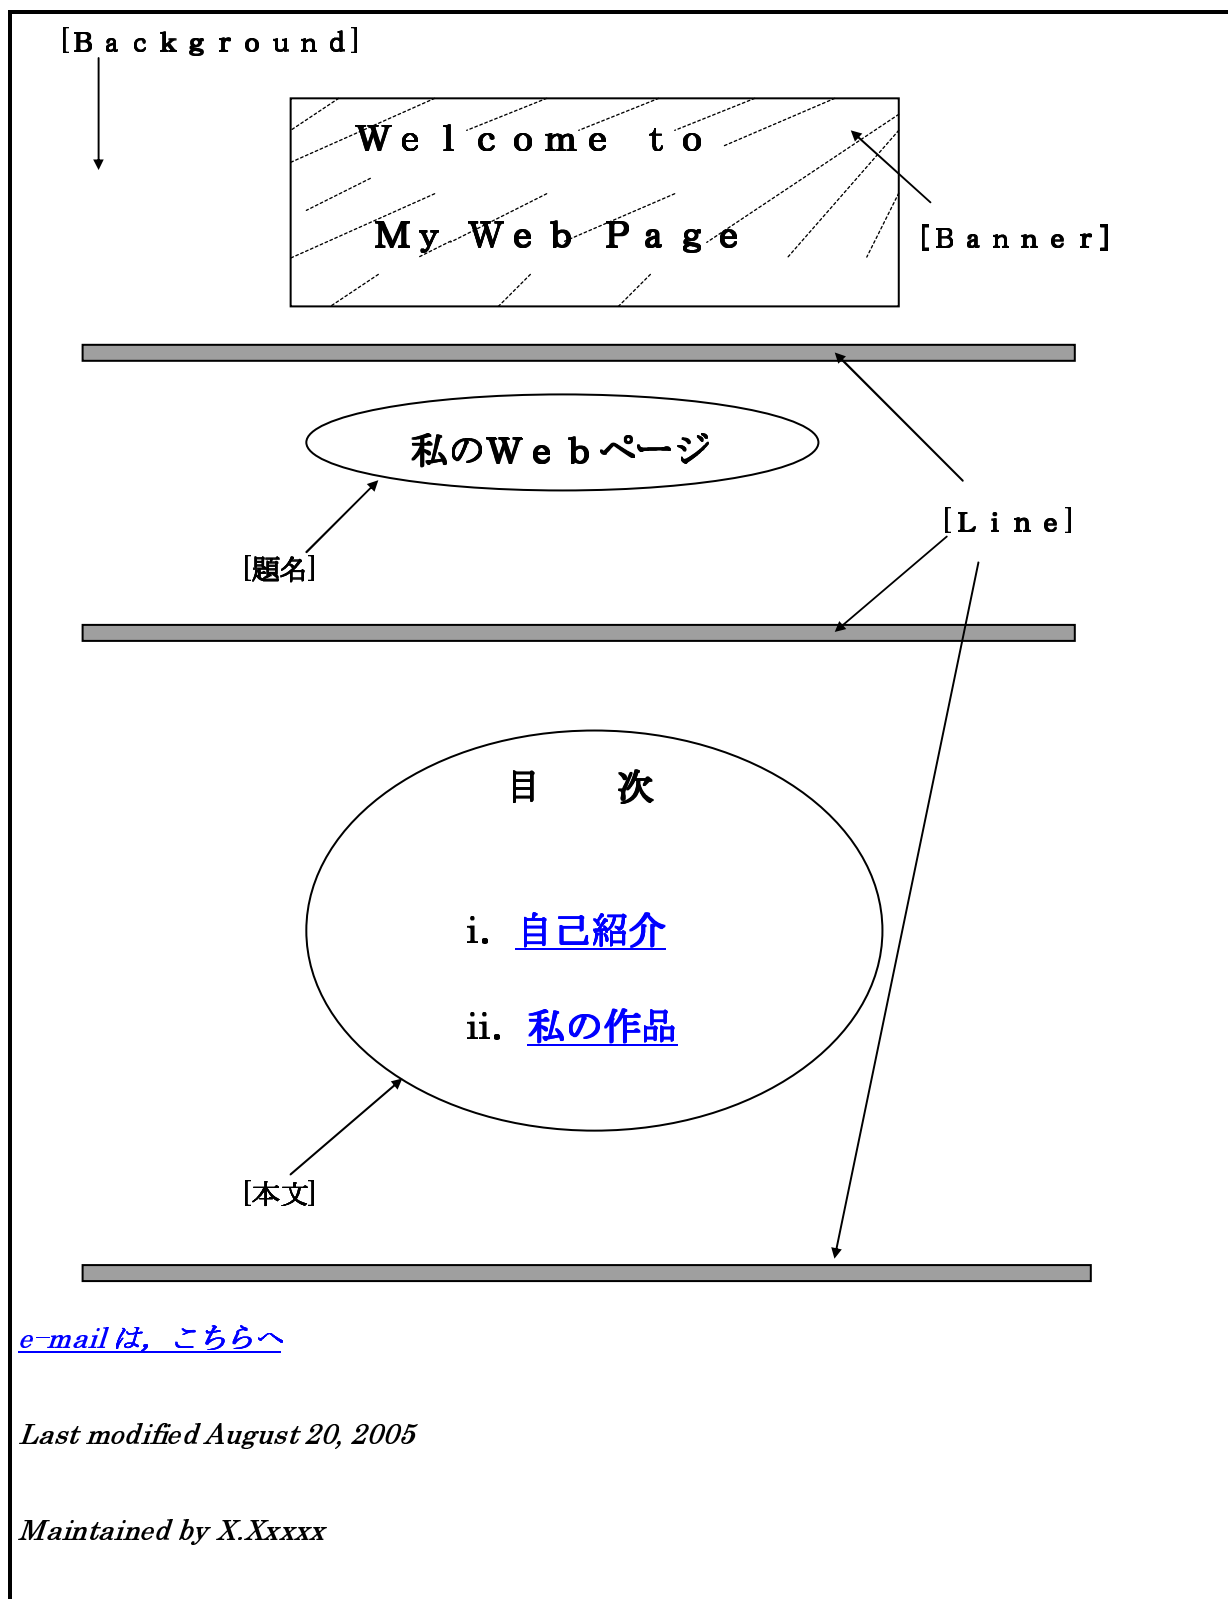 [Background]
Welcome to
My Web Page
[Banner]
私のWebページ
[Line]
[題名]
目　　次
i. 自己紹介
ii. 私の作品
[本文]
e-mailは，こちらへ
Last modified August 20, 2005
Maintained by X.Xxxxx